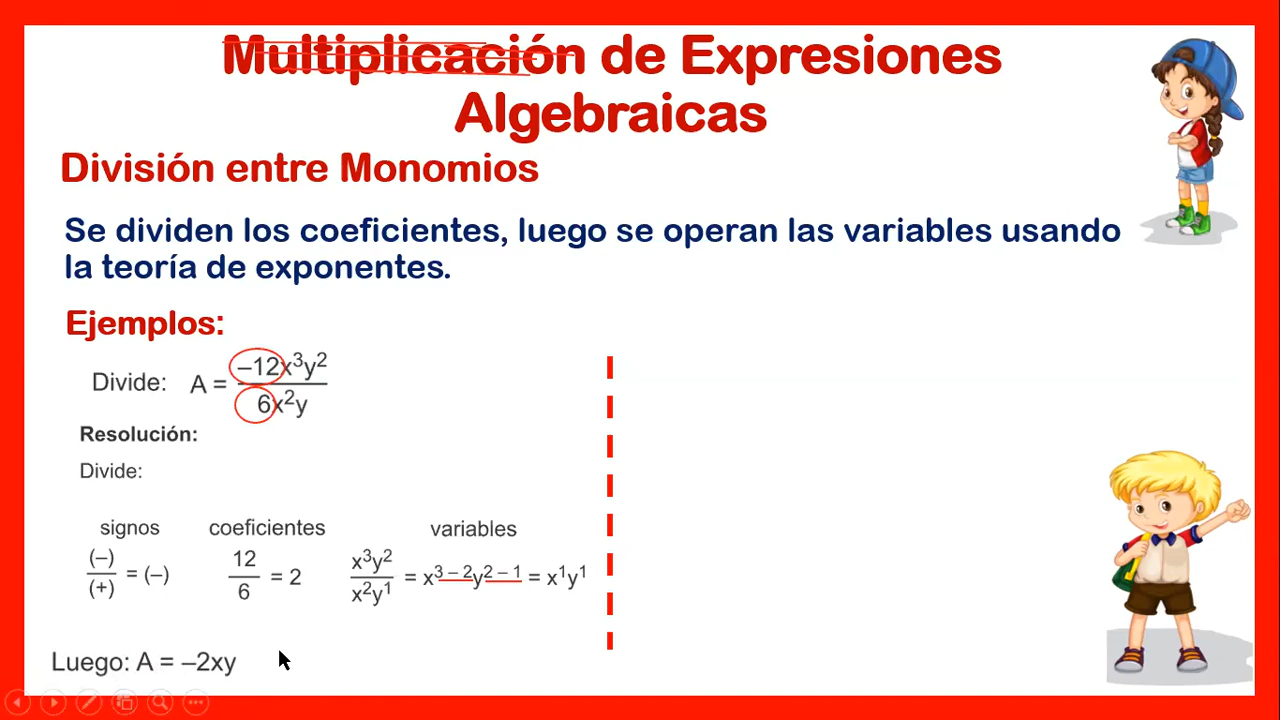 Multiplicación de Expresiones
Algebraicas
División entre Monomios
Se dividen los coeficientes, luego se operan las variables usando
la teoría de exponentes.
Ejemplos:
Divide: A = –12x³y² / 6x²y
Resolución:
Divide:
signos coeficientes variables
(–)/(+) = (–) 12/6 = 2 x³y²/x²y¹ = x³⁻²y²⁻¹ = x¹y¹
Luego: A = –2xy